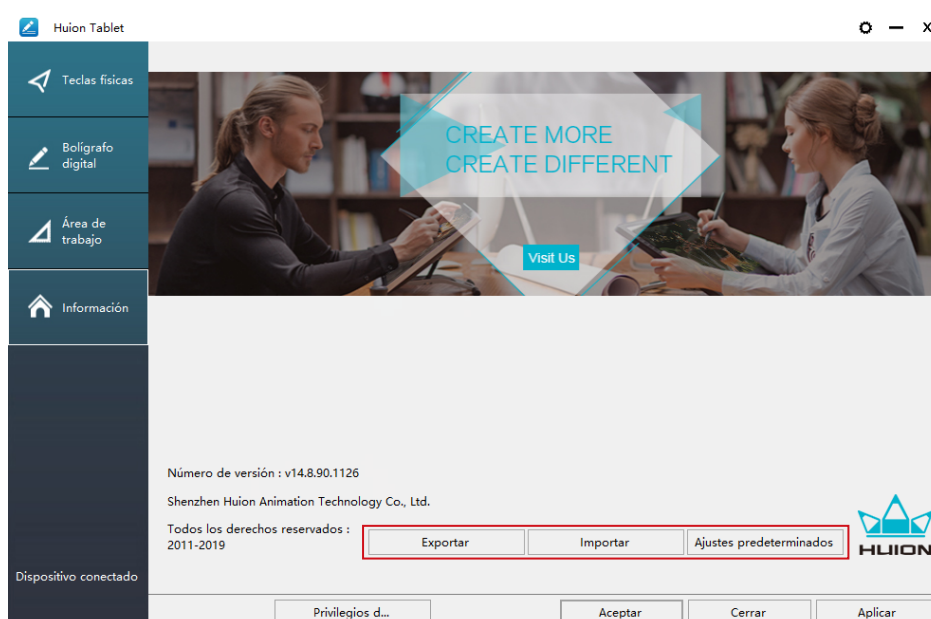 Huion Tablet
Teclas físicas
Bolígrafo
digital
Área de
trabajo
Información
CREATE MORE
CREATE DIFFERENT
Visit Us
Número de versión : v14.8.90.1126
Shenzhen Huion Animation Technology Co., Ltd.
Todos los derechos reservados :
2011-2019
Exportar
Importar
Ajustes predeterminados
HUION
Dispositivo conectado
Privilegios d...
Aceptar
Cerrar
Aplicar